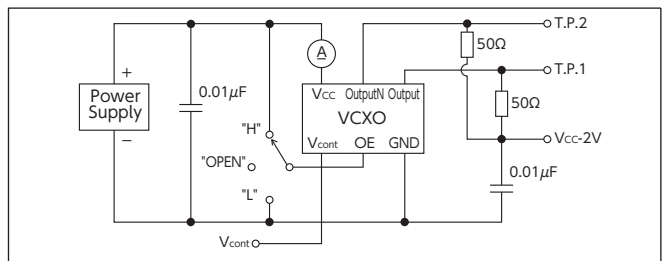 T.P.2
50Ω
A
T.P.1
+
0.01μF
Vcc OutputN Output
50Ω
Power
Supply
VCXO
"H"
Vcont OE GND
−
Vcc-2V
"OPEN"
0.01μF
"L"
Vcont